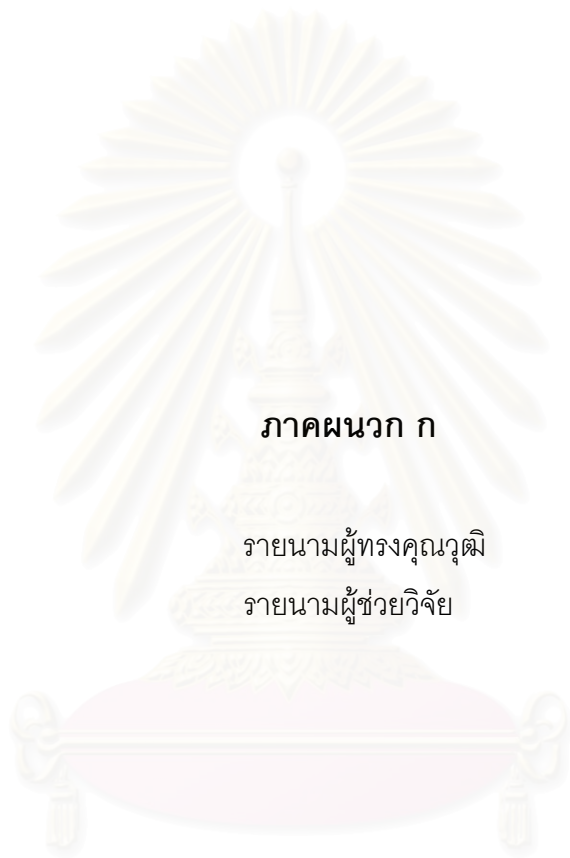 ภาคผนวก ก
รายนามผู้ทรงคุณวุฒิ
รายนามผู้ช่วยวิจัย